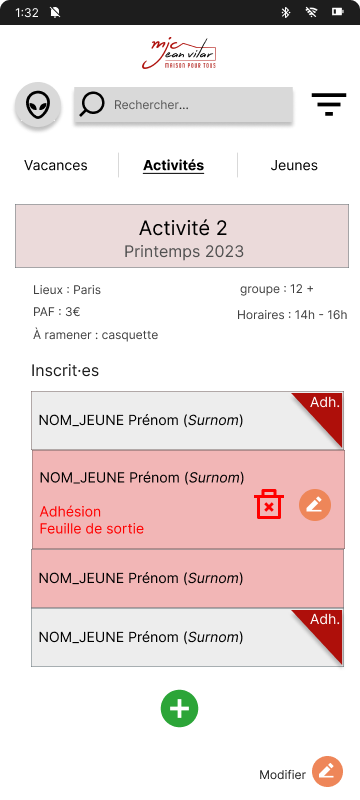 1:32
mjc
Jean vilar
MAISON POUR TOUS
Rechercher...
Vacances
Activités
Jeunes
Activité 2
Printemps 2023
Lieux : Paris
groupe : 12 +
PAF : 3€
Horaires : 14h - 16h
À ramener : casquette
Inscrit·es
Adh.
NOM_JEUNE Prénom (Surnom)
NOM_JEUNE Prénom (Surnom)
Adhésion
Feuille de sortie
NOM_JEUNE Prénom (Surnom)
Adh.
NOM_JEUNE Prénom (Surnom)
Modifier